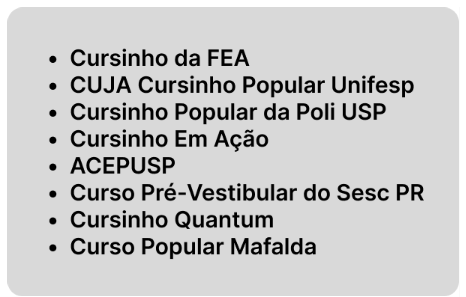 • Cursinho da FEA
• CUJA Cursinho Popular Unifesp
• Cursinho Popular da Poli USP
• Cursinho Em Ação
• ACEPUSP
• Curso Pré-Vestibular do Sesc PR
• Cursinho Quantum
• Curso Popular Mafalda